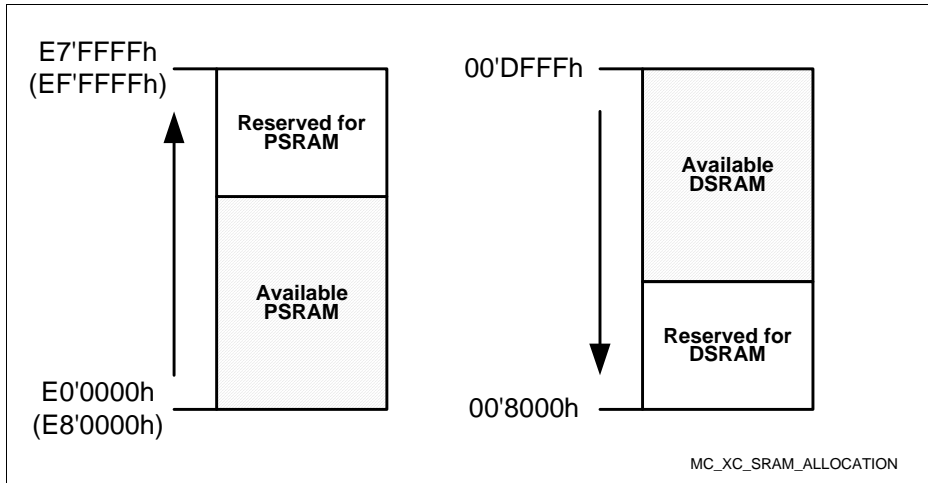 E7'FFFFh
(EF'FFFFh)
Reserved for
PSRAM
Available
PSRAM
E0'0000h
(E8'0000h)
00'DFFFh
Available
DSRAM
Reserved for
DSRAM
00'8000h
MC_XC_SRAM_ALLOCATION